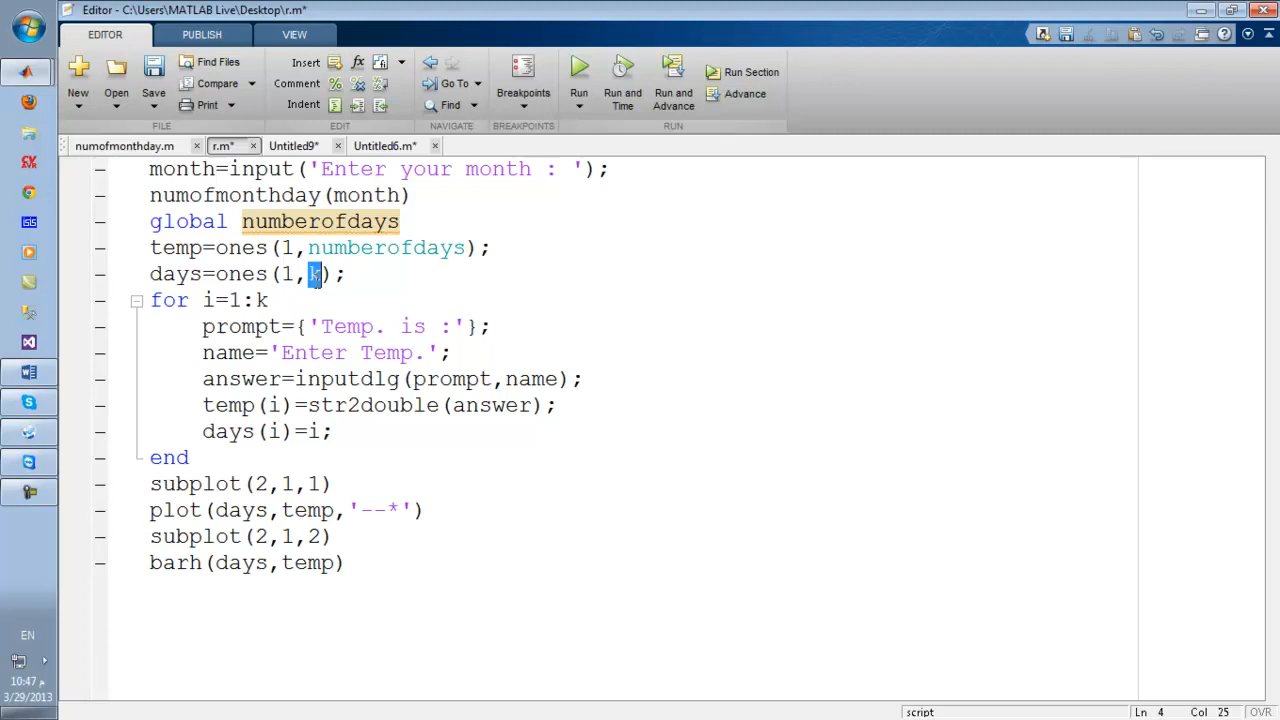 Editor - C:\Users\MATLAB Live\Desktop\r.m*
EDITOR PUBLISH VIEW
New Open Save Find Files Compare Print
Insert fx Comment Indent
Go To Find
Breakpoints
Run Run and Time Run and Advance Run Section Advance
FILE EDIT NAVIGATE BREAKPOINTS RUN
numofmonthday.m r.m* Untitled9* Untitled6.m*
month=input('Enter your month : ');
numofmonthday(month)
global numberofdays
temp=ones(1,numberofdays);
days=ones(1,k);
for i=1:k
prompt={'Temp. is :'};
name='Enter Temp.';
answer=inputdlg(prompt,name);
temp(i)=str2double(answer);
days(i)=i;
end
subplot(2,1,1)
plot(days,temp,'--*')
subplot(2,1,2)
barh(days,temp)
EN
10:47 م
3/29/2013
script Ln 4 Col 25 OVR